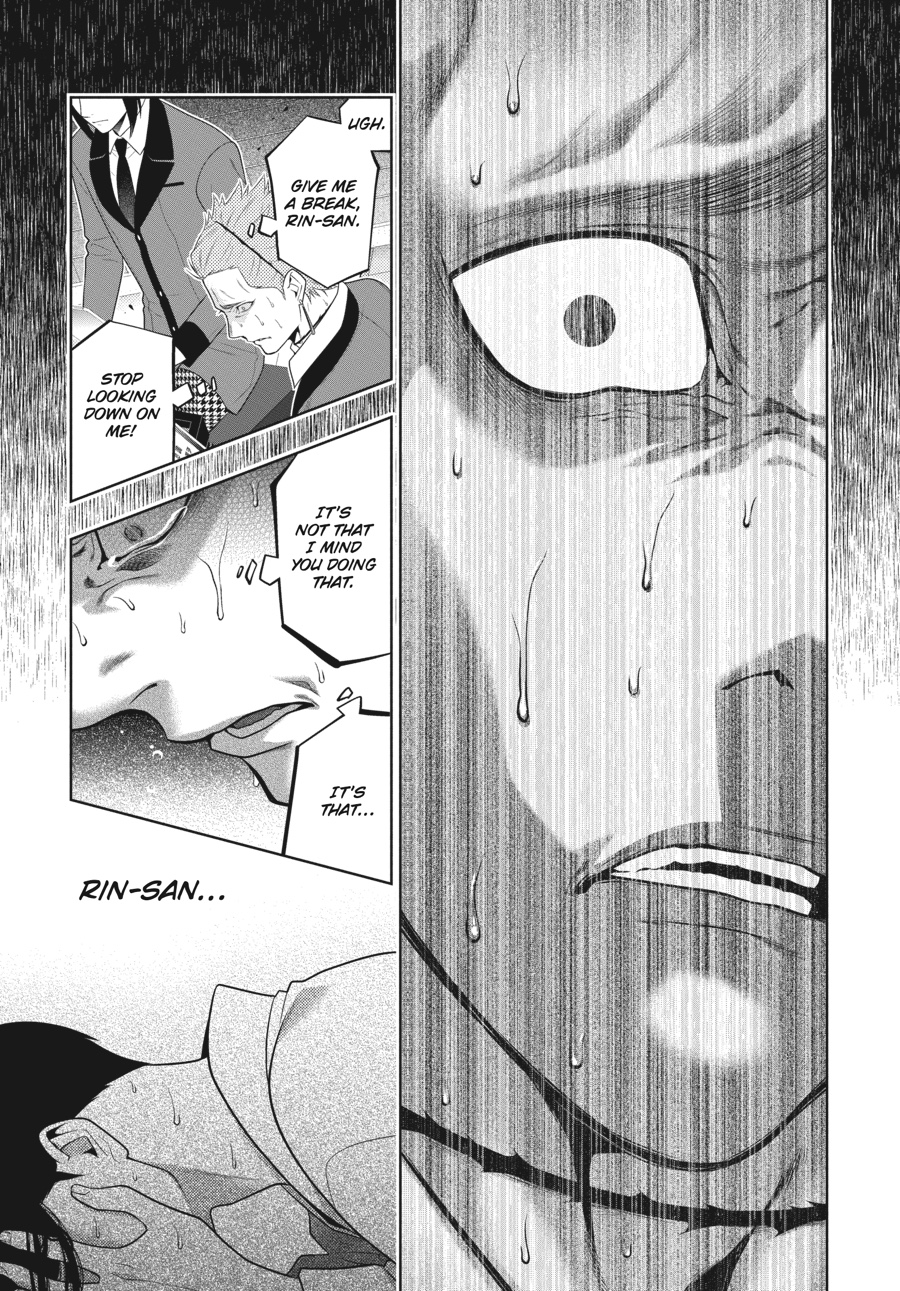 UGH.
GIVE ME
A BREAK,
RIN-SAN.
STOP
LOOKING
DOWN ON
ME!
IT'S
NOT THAT
I MIND
YOU DOING
THAT.
IT'S
THAT...
RIN-SAN...